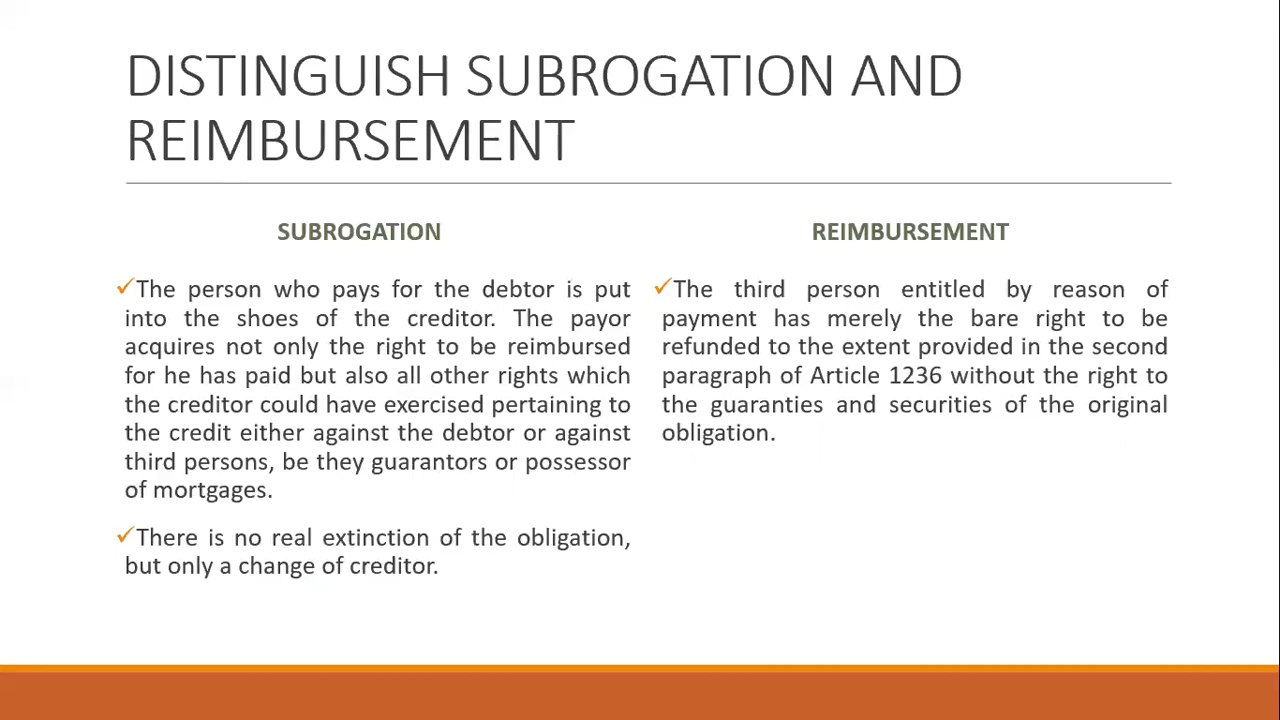 DISTINGUISH SUBROGATION AND
REIMBURSEMENT
SUBROGATION
✓The person who pays for the debtor is put
into the shoes of the creditor. The payor
acquires not only the right to be reimbursed
for he has paid but also all other rights which
the creditor could have exercised pertaining to
the credit either against the debtor or against
third persons, be they guarantors or possessor
of mortgages.
✓There is no real extinction of the obligation,
but only a change of creditor.
REIMBURSEMENT
✓The third person entitled by reason of
payment has merely the bare right to be
refunded to the extent provided in the second
paragraph of Article 1236 without the right to
the guaranties and securities of the original
obligation.